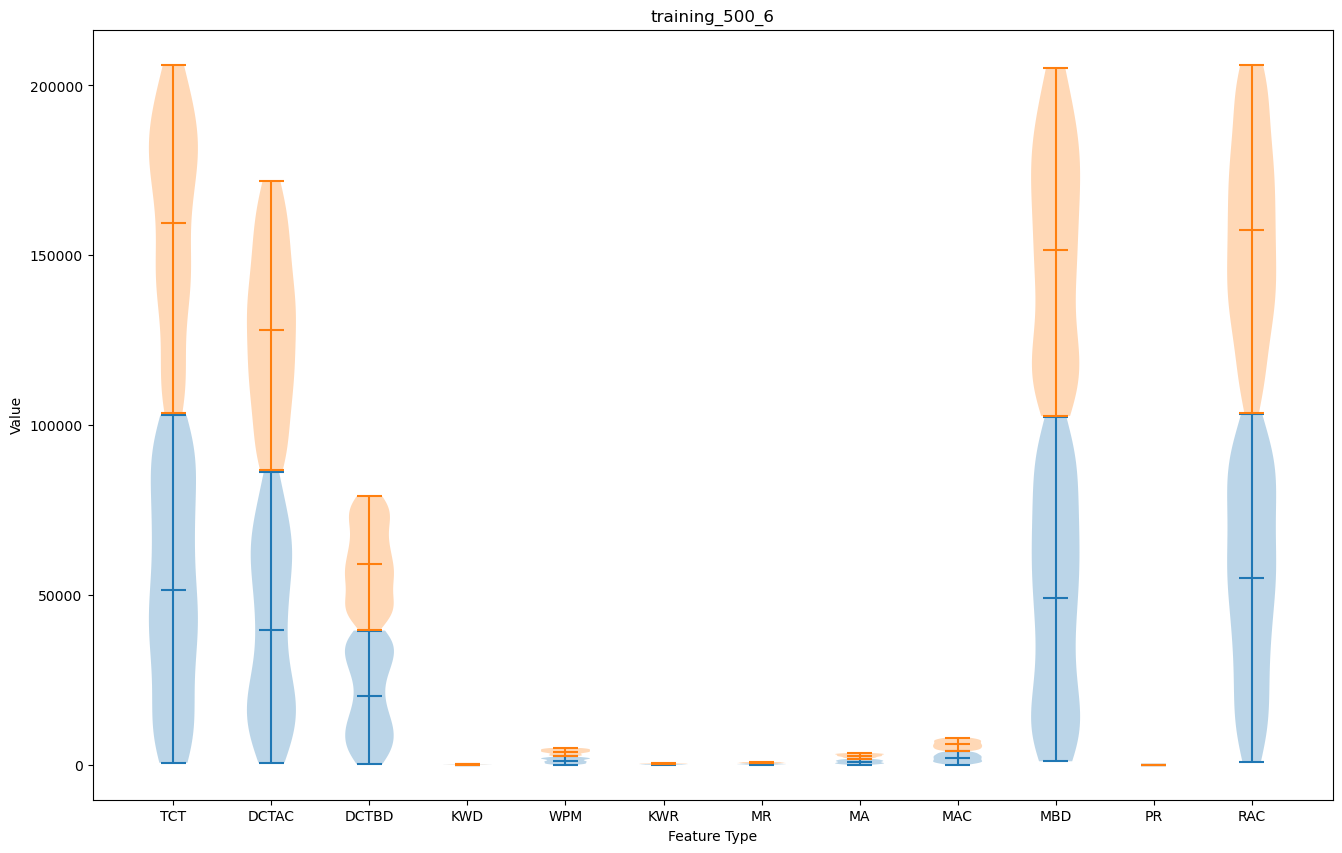 training_500_6
200000
150000
100000
50000
0
Value
TCT DCTAC DCTBD KWD WPM KWR MR MA MAC MBD PR RAC
Feature Type